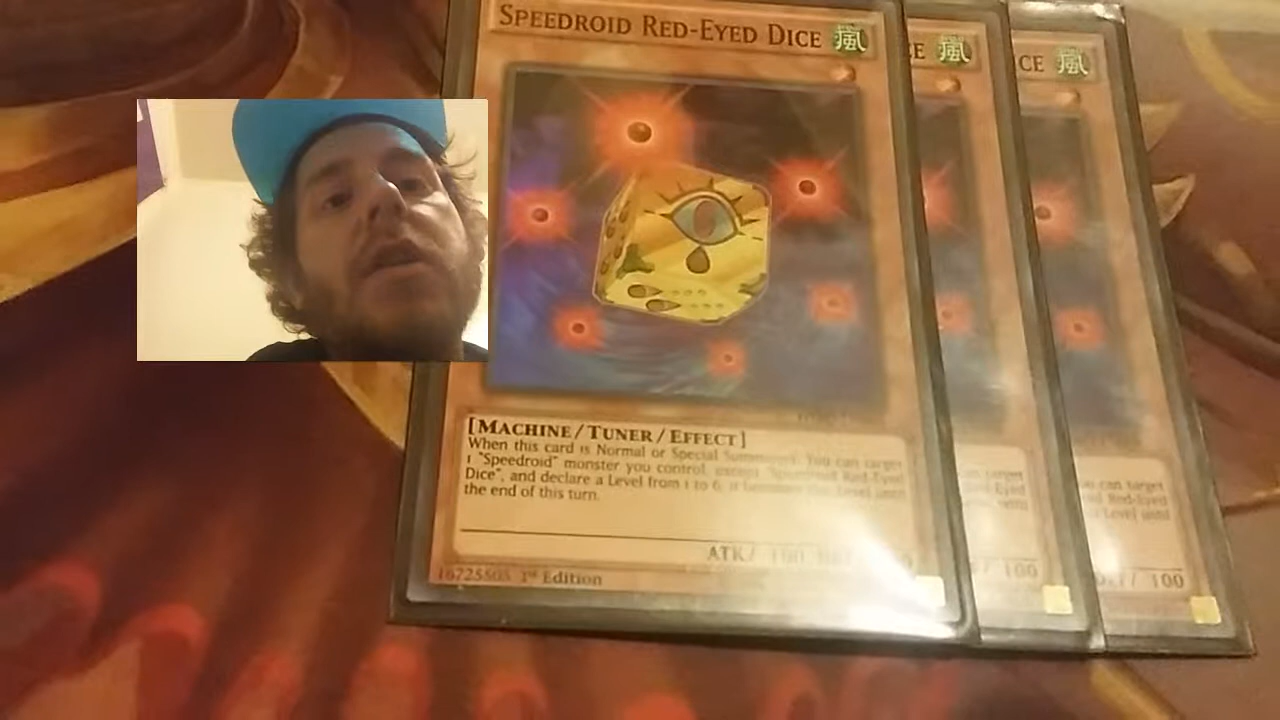 SPEEDROID RED-EYED DICE 風
CE 風
ICE 風
[MACHINE/TUNER/EFFECT]
When this card is Normal or Special Summoned: You can target
1 "Speedroid" monster you control, except "Speedroid Red-Eyed
Dice", and declare a Level from 1 to 6; it becomes that Level until
the end of this turn.
ATK/ 100
16725505 1st Edition
100
DEF/ 100